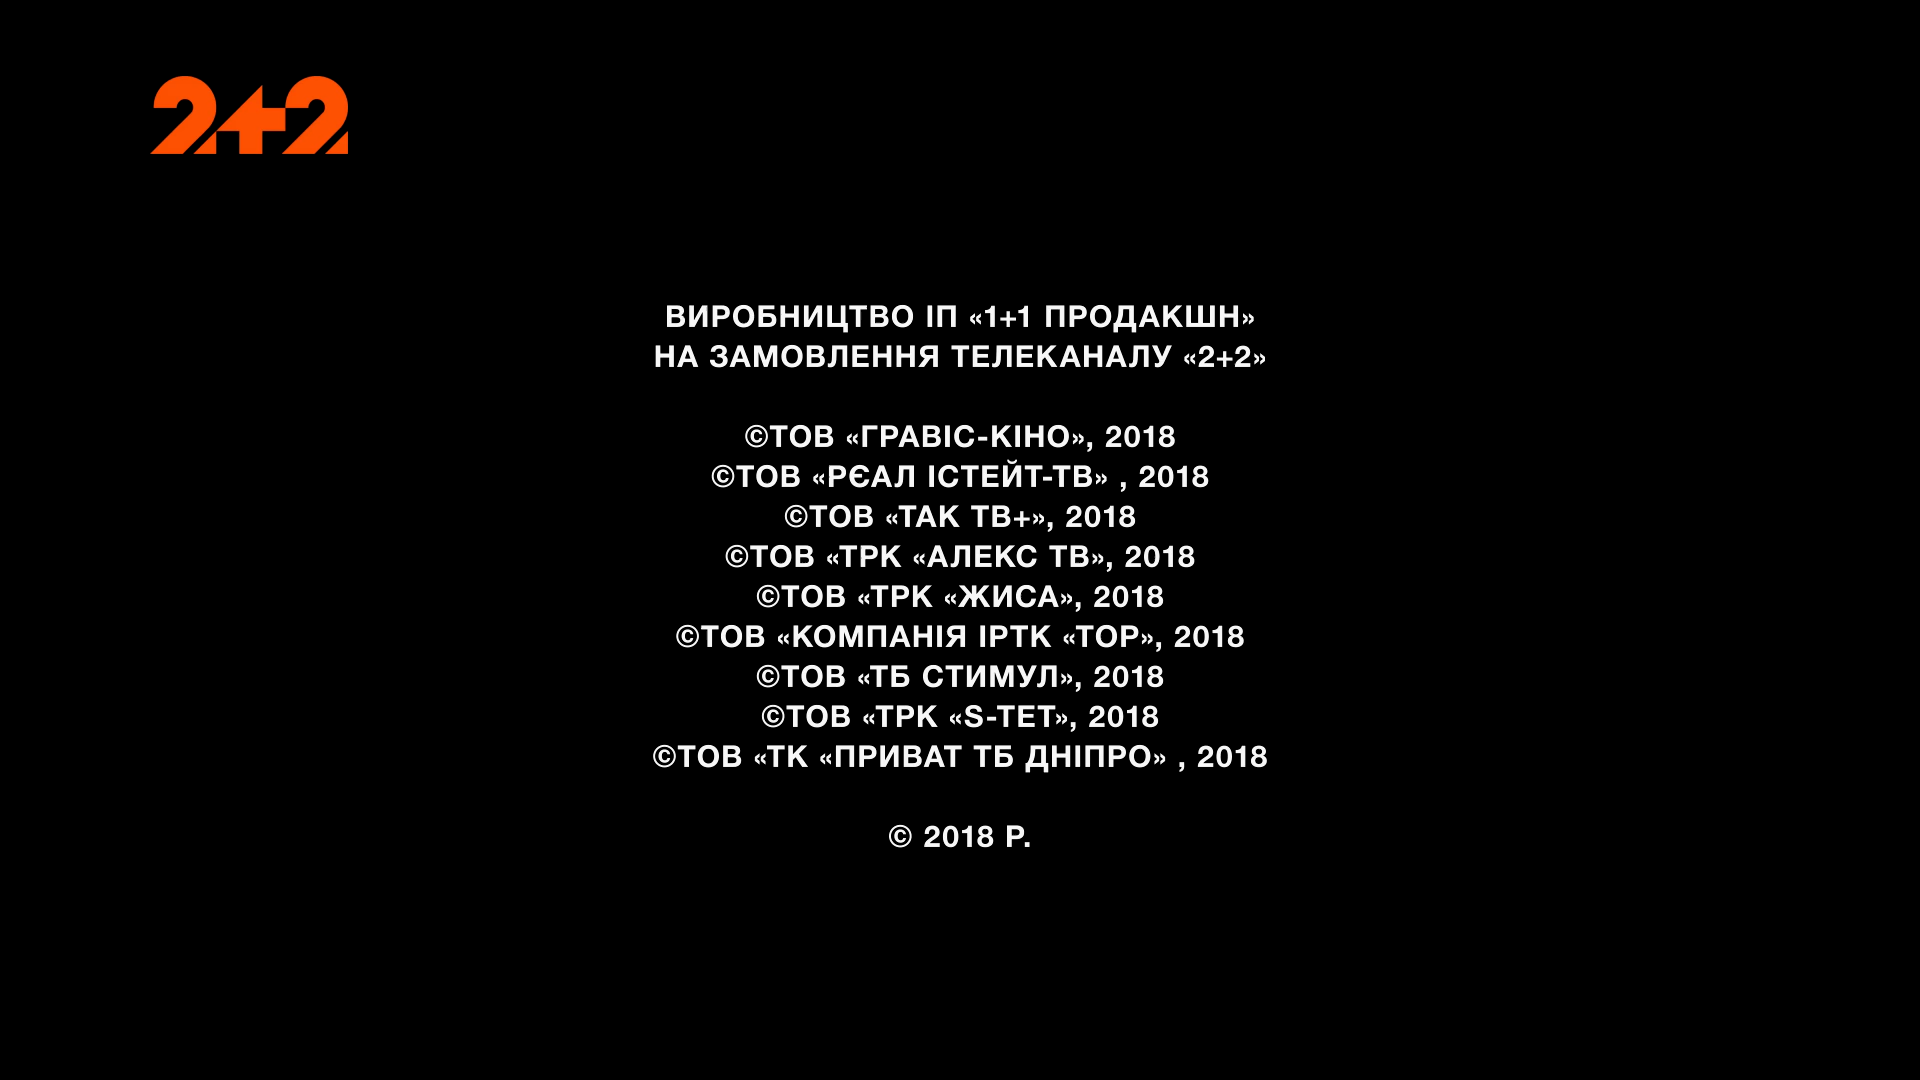 2+2
ВИРОБНИЦТВО ІП «1+1 ПРОДАКШН»
НА ЗАМОВЛЕННЯ ТЕЛЕКАНАЛУ «2+2»
©ТОВ «ГРАВІС-КІНО», 2018
©ТОВ «РЄАЛ ІСТЕЙТ-ТВ» , 2018
©ТОВ «ТАК ТВ+», 2018
©ТОВ «ТРК «АЛЕКС ТВ», 2018
©ТОВ «ТРК «ЖИСА», 2018
©ТОВ «КОМПАНІЯ ІРТК «ТОР», 2018
©ТОВ «ТБ СТИМУЛ», 2018
©ТОВ «ТРК «S-ТЕТ», 2018
©ТОВ «ТК «ПРИВАТ ТБ ДНІПРО» , 2018
© 2018 Р.